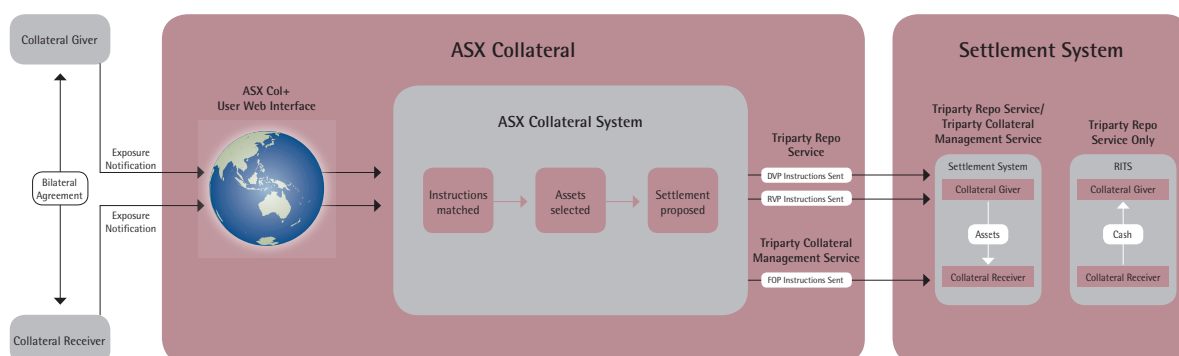 Collateral Giver
Bilateral
Agreement
Collateral Receiver
Exposure
Notification
Exposure
Notification
ASX Collateral
ASX Col+
User Web Interface
ASX Collateral System
Instructions
matched
Assets
selected
Settlement
proposed
Triparty Repo
Service
DVP Instructions Sent
RVP Instructions Sent
Triparty Collateral
Management Service
FOP Instructions Sent
Settlement System
Triparty Repo Service/
Triparty Collateral
Management Service
Settlement System
Collateral Giver
Assets
Collateral Receiver
Triparty Repo
Service Only
RITS
Collateral Giver
Cash
Collateral Receiver